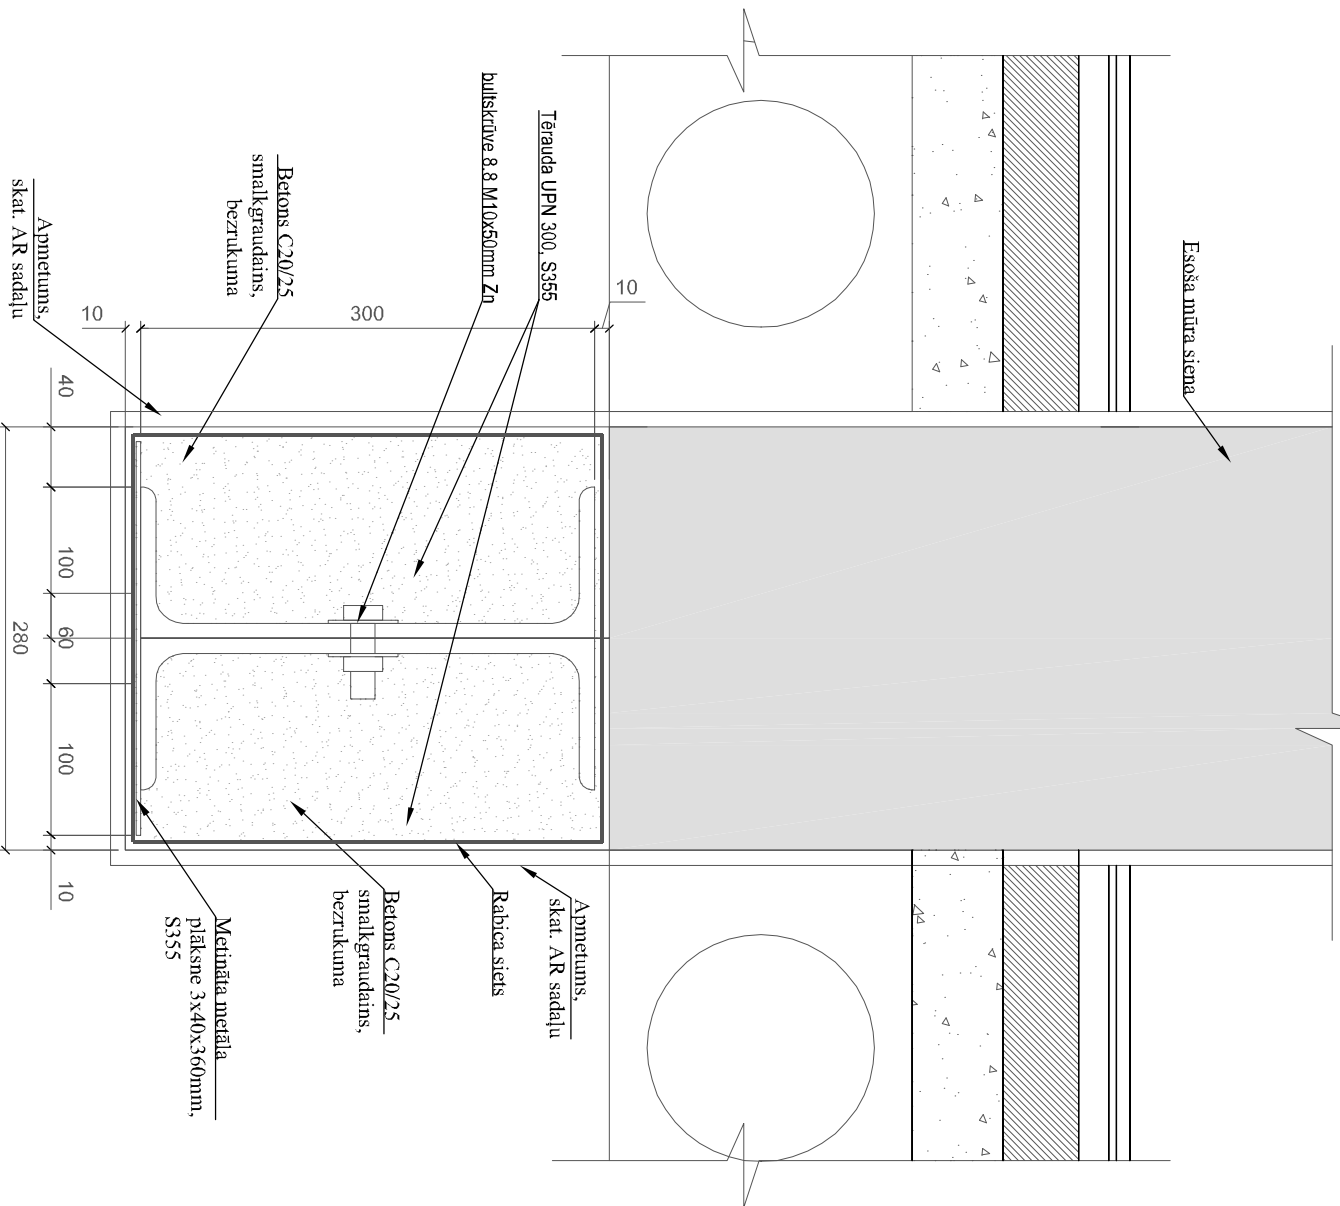 Esoša mūra siena
10
Tērauda UPN 300, S355
bultskrūve 8.8 M10x50mm Zn
Betons C20/25
smalkgraudains,
bezrukuma
Apmetums,
skat. AR sadaļu
10
300
40
100
60
100
10
280
Apmetums,
skat. AR sadaļu
Rabica siets
Betons C20/25
smalkgraudains,
bezrukuma
Metināta metāla
plāksne 3x40x360mm,
S355